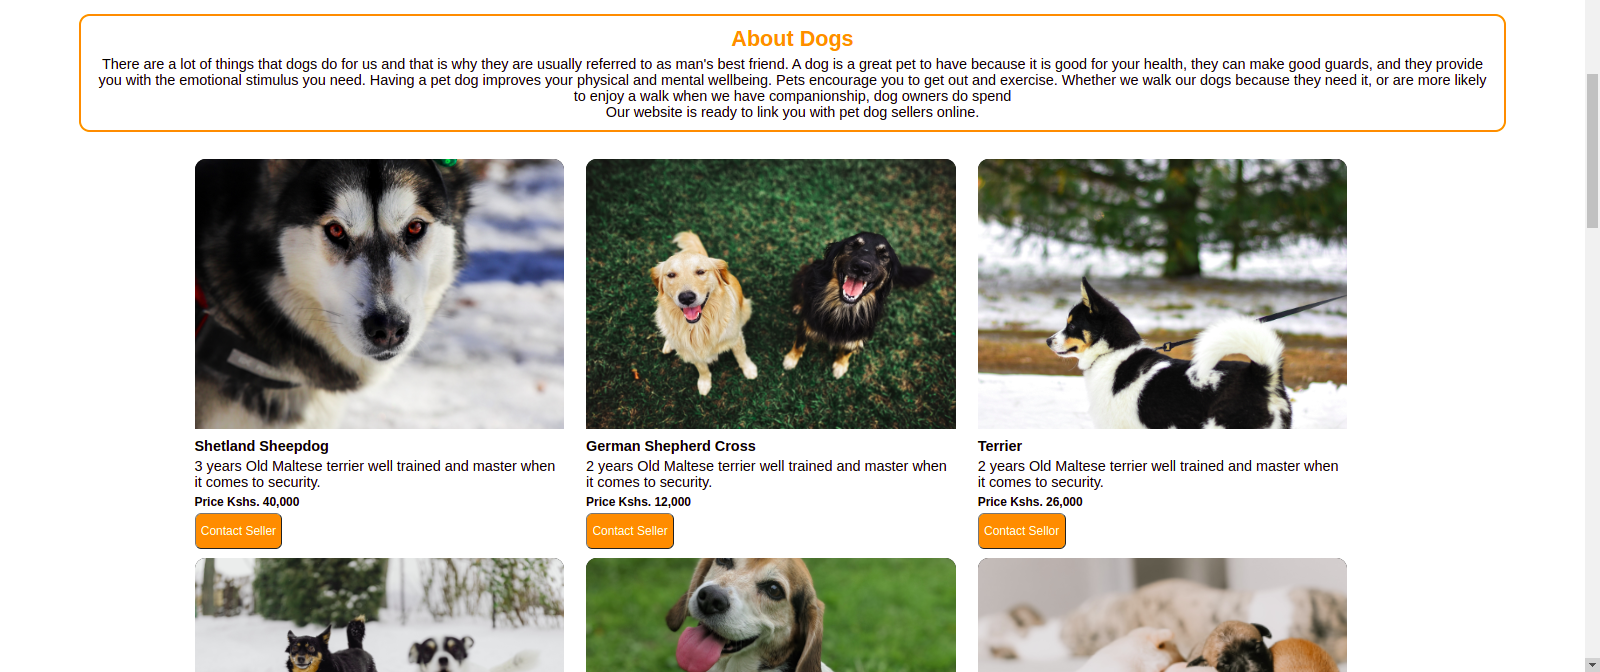 About Dogs
There are a lot of things that dogs do for us and that is why they are usually referred to as man's best friend. A dog is a great pet to have because it is good for your health, they can make good guards, and they provide
you with the emotional stimulus you need. Having a pet dog improves your physical and mental wellbeing. Pets encourage you to get out and exercise. Whether we walk our dogs because they need it, or are more likely
to enjoy a walk when we have companionship, dog owners do spend
Our website is ready to link you with pet dog sellers online.
Shetland Sheepdog
3 years Old Maltese terrier well trained and master when
it comes to security.
Price Kshs. 40,000
Contact Seller
German Shepherd Cross
2 years Old Maltese terrier well trained and master when
it comes to security.
Price Kshs. 12,000
Contact Seller
Terrier
2 years Old Maltese terrier well trained and master when
it comes to security.
Price Kshs. 26,000
Contact Sellor